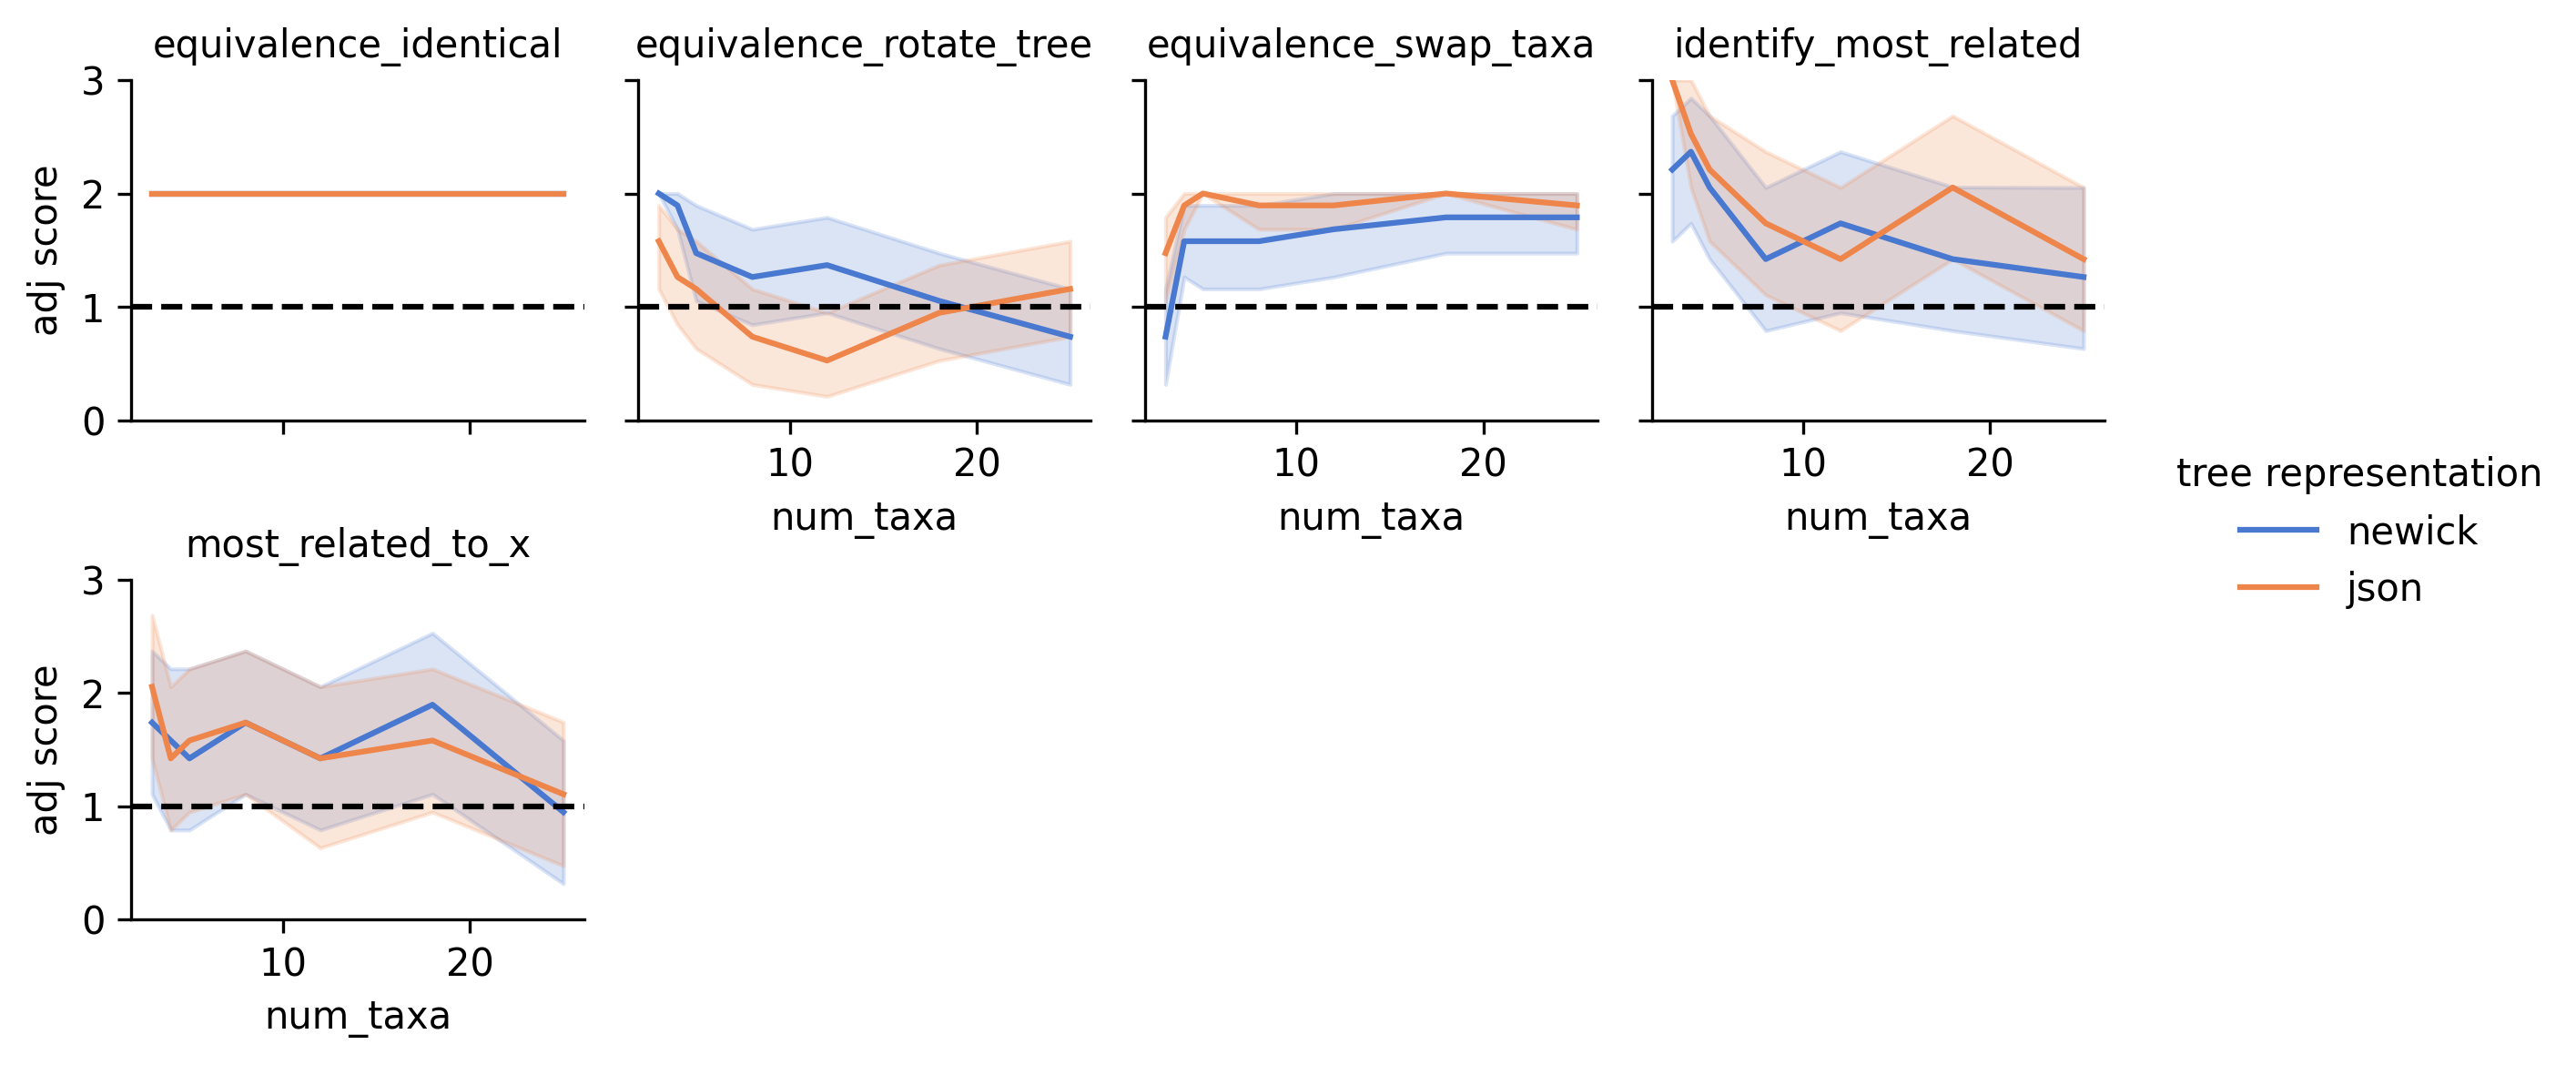 equivalence_identical
equivalence_rotate_tree
equivalence_swap_taxa
identify_most_related
3
2
1
0
adj score
10
20
num_taxa
10
20
num_taxa
10
20
num_taxa
most_related_to_x
3
2
1
0
adj score
10
20
num_taxa
tree representation
newick
json